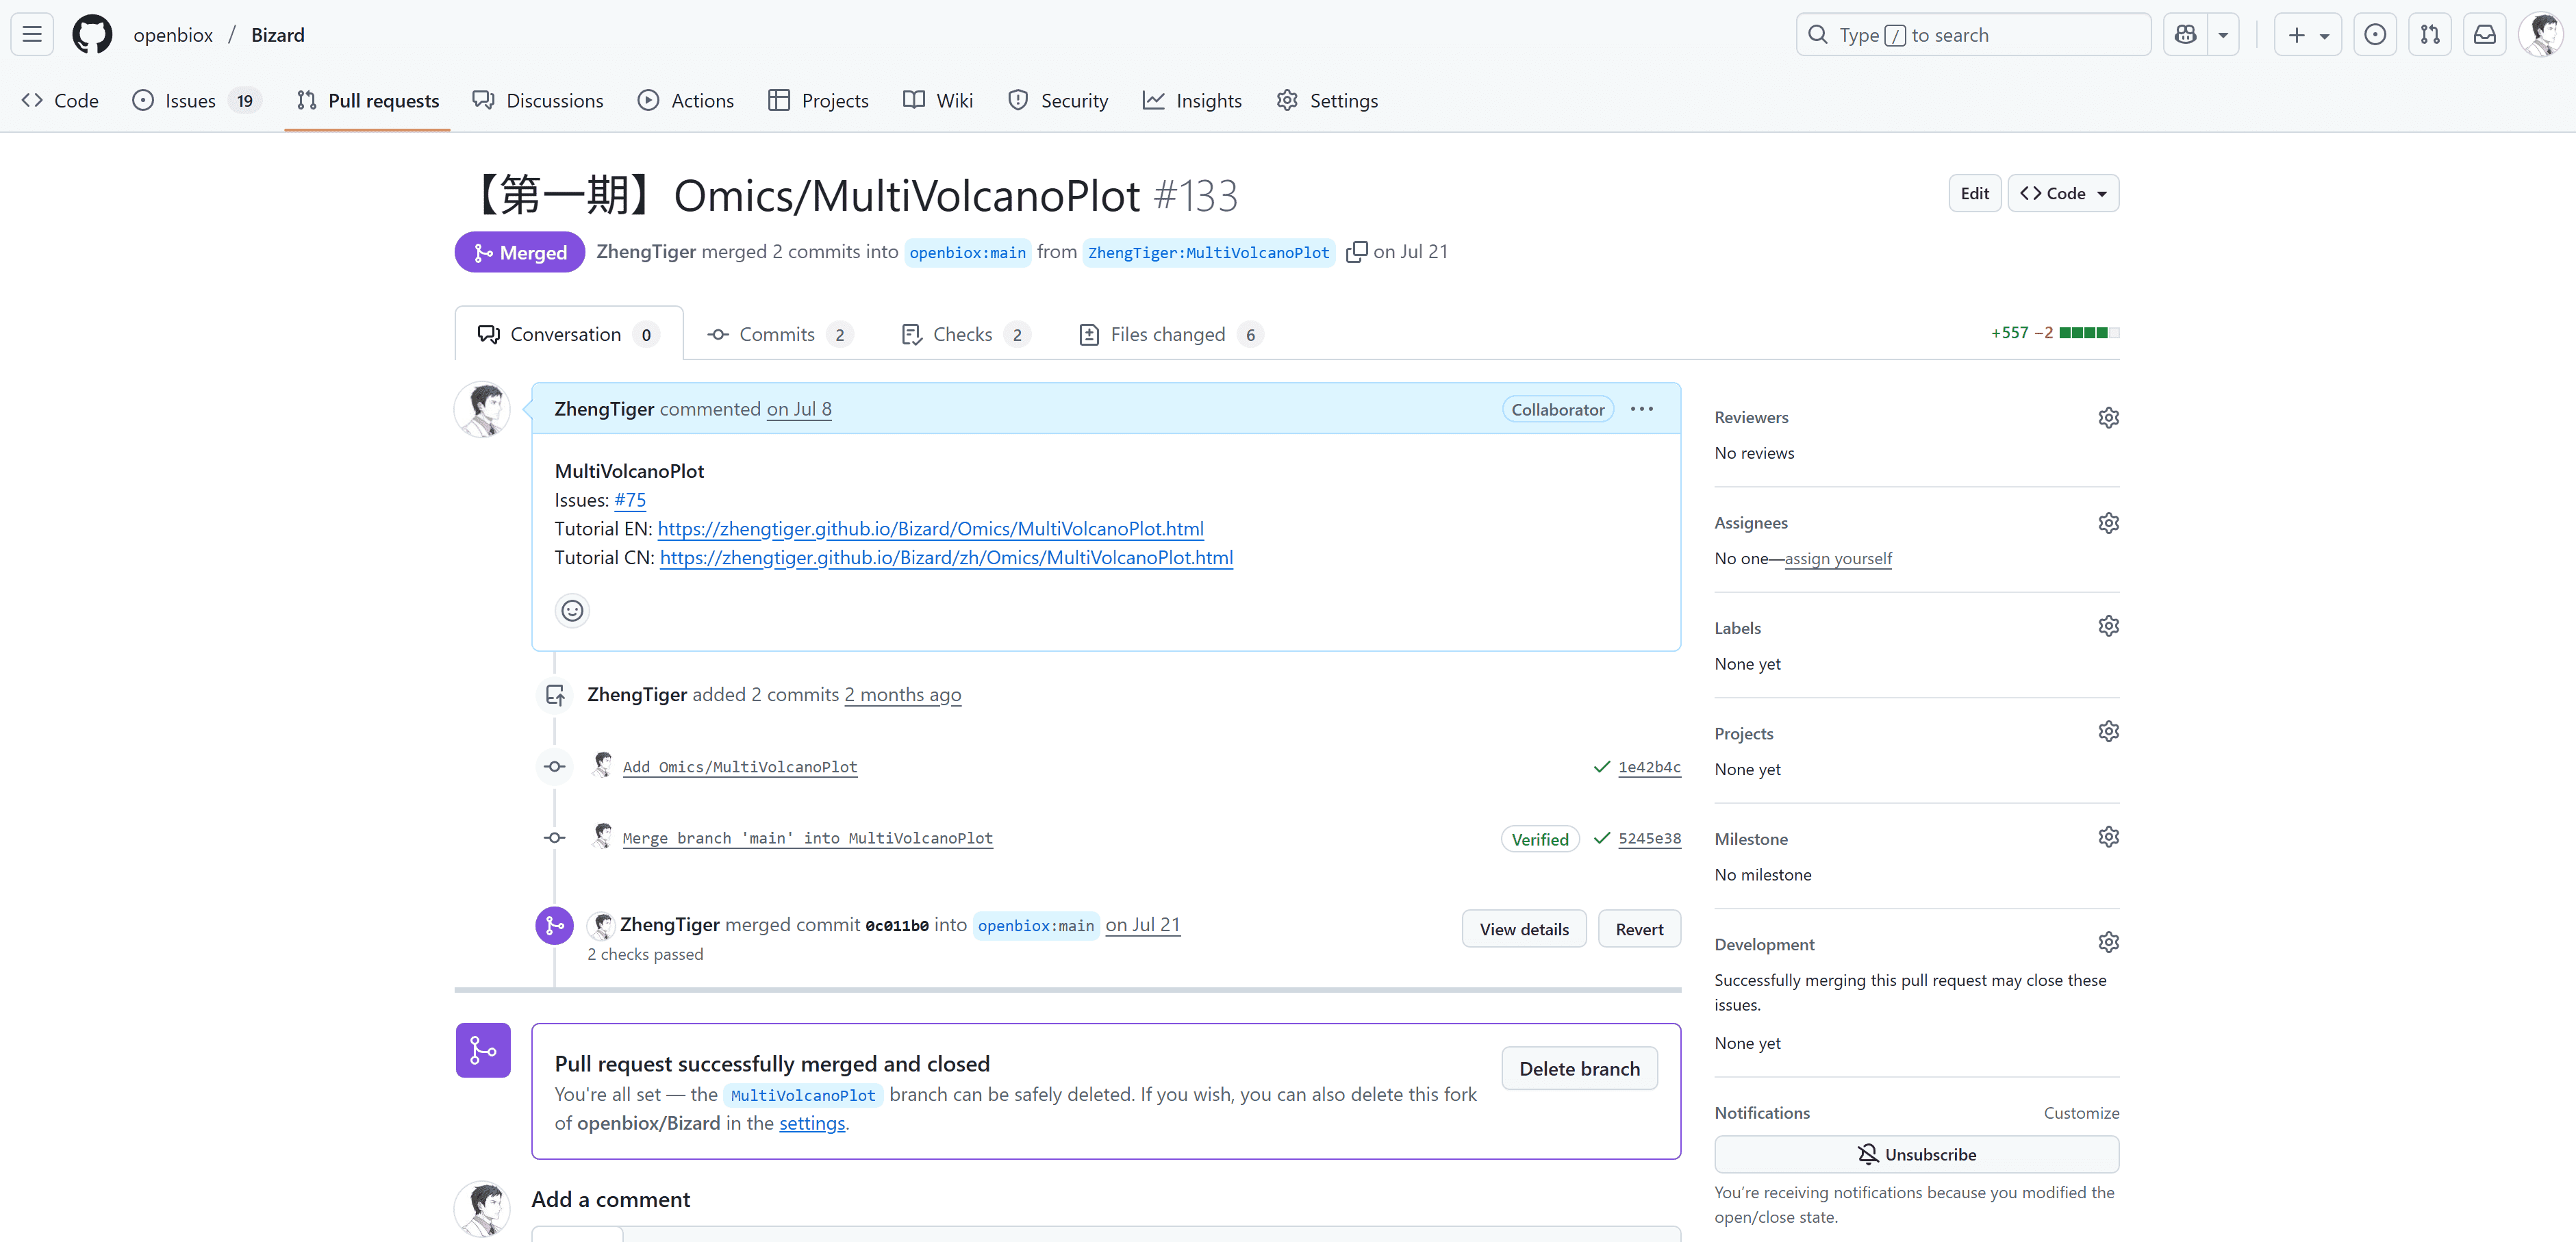 openbiox / Bizard
Type / to search
Code
Issues 19
Pull requests
Discussions
Actions
Projects
Wiki
Security
Insights
Settings
【第一期】Omics/MultiVolcanoPlot #133
Edit
Code
Merged
ZhengTiger merged 2 commits into openbiox:main from ZhengTiger:MultiVolcanoPlot on Jul 21
Conversation 0
Commits 2
Checks 2
Files changed 6
+557 −2
ZhengTiger commented on Jul 8
Collaborator
MultiVolcanoPlot
Issues: #75
Tutorial EN: https://zhengtiger.github.io/Bizard/Omics/MultiVolcanoPlot.html
Tutorial CN: https://zhengtiger.github.io/Bizard/zh/Omics/MultiVolcanoPlot.html
ZhengTiger added 2 commits 2 months ago
Add Omics/MultiVolcanoPlot
1e42b4c
Merge branch 'main' into MultiVolcanoPlot
Verified
5245e38
ZhengTiger merged commit 0c011b0 into openbiox:main on Jul 21
2 checks passed
View details
Revert
Pull request successfully merged and closed
You're all set — the MultiVolcanoPlot branch can be safely deleted. If you wish, you can also delete this fork
of openbiox/Bizard in the settings.
Delete branch
Add a comment
Reviewers
No reviews
Assignees
No one—assign yourself
Labels
None yet
Projects
None yet
Milestone
No milestone
Development
Successfully merging this pull request may close these
issues.
None yet
Notifications
Customize
Unsubscribe
You're receiving notifications because you modified the
open/close state.